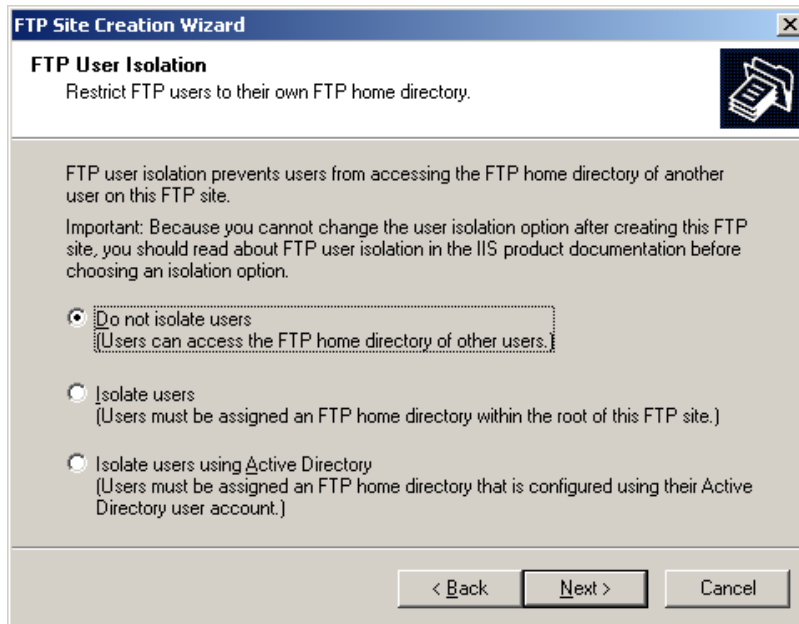 FTP Site Creation Wizard
FTP User Isolation
Restrict FTP users to their own FTP home directory.
FTP user isolation prevents users from accessing the FTP home directory of another
user on this FTP site.
Important: Because you cannot change the user isolation option after creating this FTP
site, you should read about FTP user isolation in the IIS product documentation before
choosing an isolation option.
Do not isolate users
(Users can access the FTP home directory of other users.)
Isolate users
(Users must be assigned an FTP home directory within the root of this FTP site.)
Isolate users using Active Directory
(Users must be assigned an FTP home directory that is configured using their Active
Directory user account.)
< Back Next > Cancel